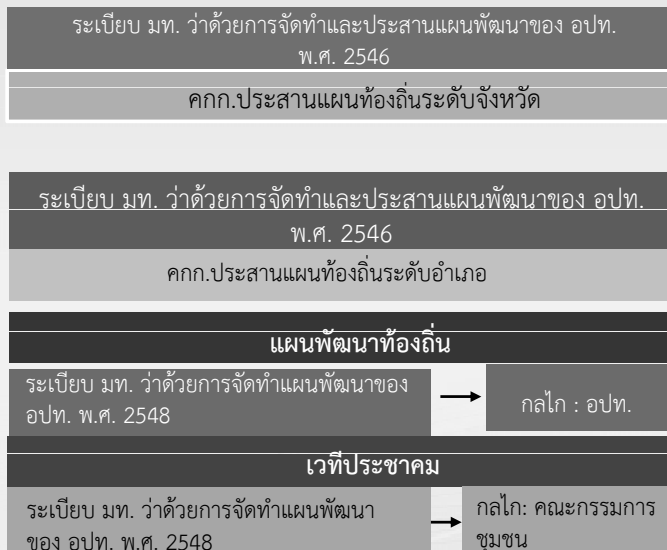 ระเบียบ มท. ว่าด้วยการจัดทำและประสานแผนพัฒนาของ อปท.
พ.ศ. 2546
คกก.ประสานแผนท้องถิ่นระดับจังหวัด
ระเบียบ มท. ว่าด้วยการจัดทำและประสานแผนพัฒนาของ อปท.
พ.ศ. 2546
คกก.ประสานแผนท้องถิ่นระดับอำเภอ
แผนพัฒนาท้องถิ่น
ระเบียบ มท. ว่าด้วยการจัดทำแผนพัฒนาของ
อปท. พ.ศ. 2548
กลไก : อปท.
เวทีประชาคม
ระเบียบ มท. ว่าด้วยการจัดทำแผนพัฒนา
ของ อปท. พ.ศ. 2548
กลไก: คณะกรรมการ
ชุมชน